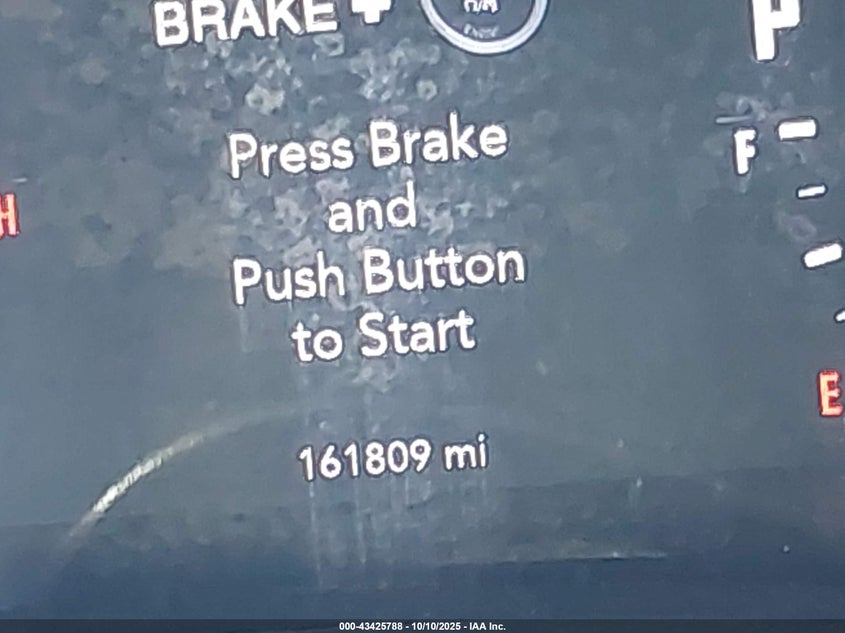 BRAKE +
P
Press Brake
F
and
H
Push Button
to Start
E
161809 mi
000-43425788 - 10/10/2025 - IAA Inc.